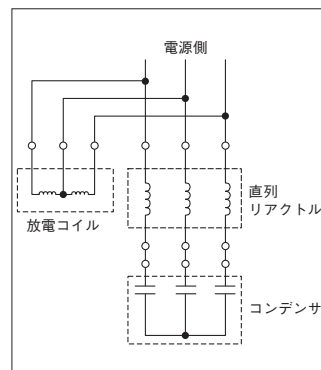 電源側
放電コイル
直列
リアクトル
コンデンサ